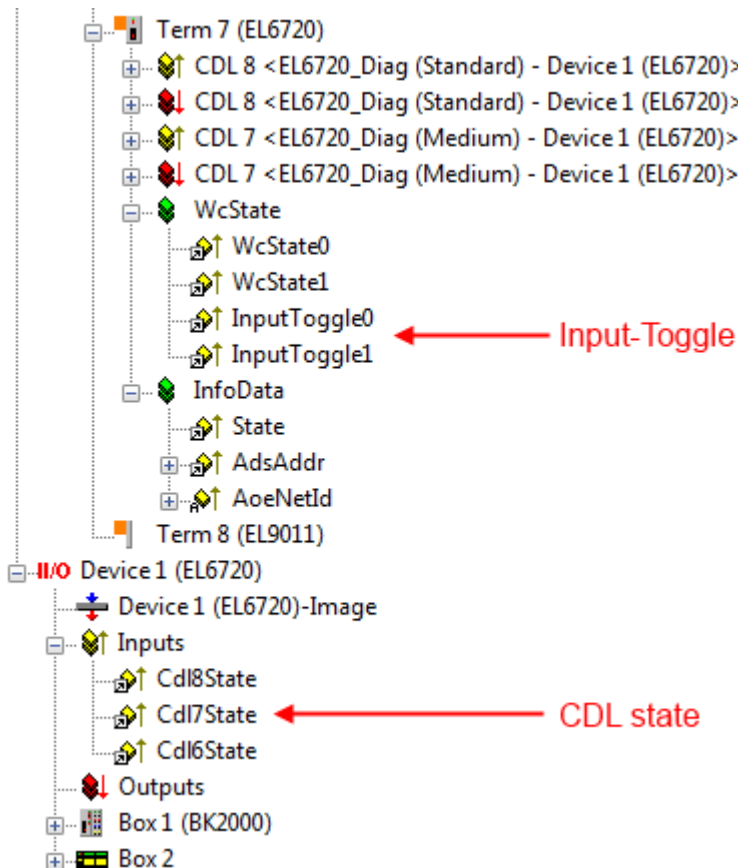 Term 7 (EL6720)
CDL 8 <EL6720_Diag (Standard) - Device 1 (EL6720)>
CDL 8 <EL6720_Diag (Standard) - Device 1 (EL6720)>
CDL 7 <EL6720_Diag (Medium) - Device 1 (EL6720)>
CDL 7 <EL6720_Diag (Medium) - Device 1 (EL6720)>
WcState
WcState0
WcState1
InputToggle0
Input-Toggle
InputToggle1
InfoData
State
AdsAddr
AoeNetId
Term 8 (EL9011)
I/O Device 1 (EL6720)
Device 1 (EL6720)-Image
Inputs
Cdl8State
Cdl7State CDL state
Cdl6State
Outputs
Box 1 (BK2000)
Box 2